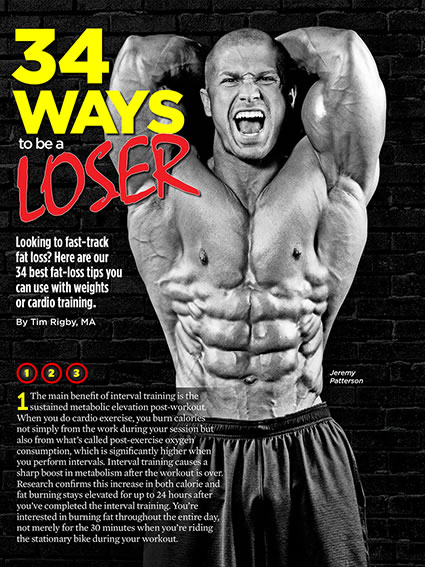 34
WAYS
to be a
LOSER
Looking to fast-track
fat loss? Here are our
34 best fat-loss tips you
can use with weights
or cardio training.
By Tim Rigby, MA
1 2 3
1 The main benefit of interval training is the
sustained metabolic elevation post-workout.
When you do cardio exercise, you burn calories
not simply from the work during your session but
also from what's called post-exercise oxygen
consumption, which is significantly higher when
you perform intervals. Interval training causes a
sharp boost in metabolism after the workout is over.
Research confirms this increase in both calorie and
fat burning stays elevated for up to 24 hours after
you've completed the interval training. You're
interested in burning fat throughout the entire day,
not merely for the 30 minutes when you're riding
the stationary bike during your workout.
Jeremy
Patterson